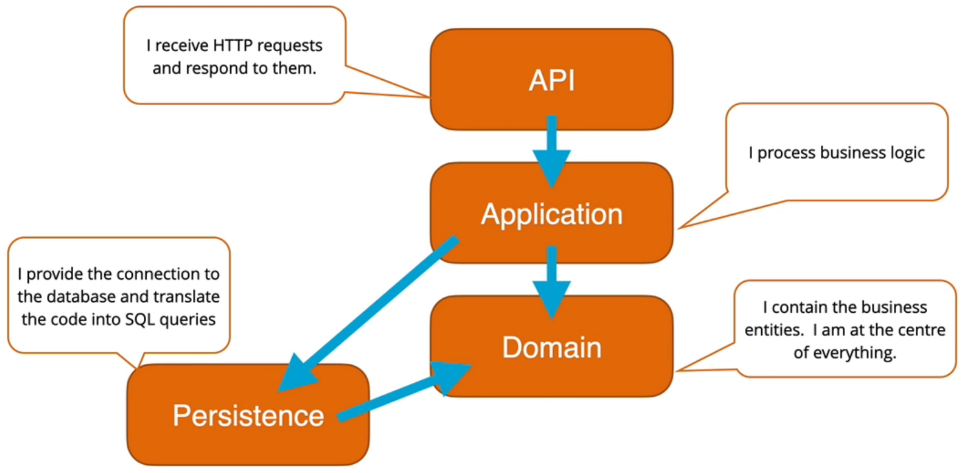 I receive HTTP requests
and respond to them.
API
I process business logic
Application
I provide the connection to
the database and translate
the code into SQL queries
I contain the business
entities.  I am at the centre
of everything.
Domain
Persistence